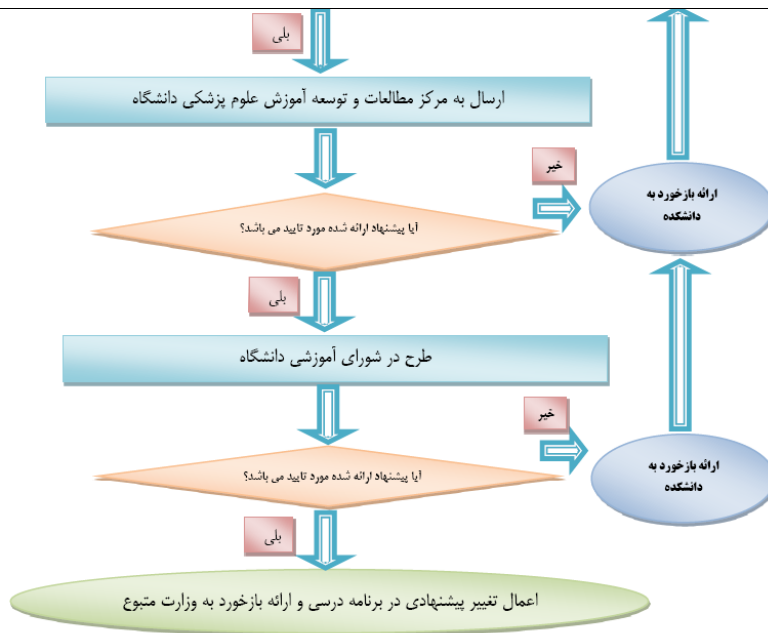 بلی
ارسال به مرکز مطالعات و توسعه آموزش علوم پزشکی دانشگاه
خیر
ارائه بازخورد به
دانشکده
آیا پیشنهاد ارائه شده مورد تایید می باشد؟
بلی
طرح در شورای آموزشی دانشگاه
خیر
ارائه بازخورد به
دانشکده
آیا پیشنهاد ارائه شده مورد تایید می باشد؟
بلی
اعمال تغییر پیشنهادی در برنامه درسی و ارائه بازخورد به وزارت متبوع